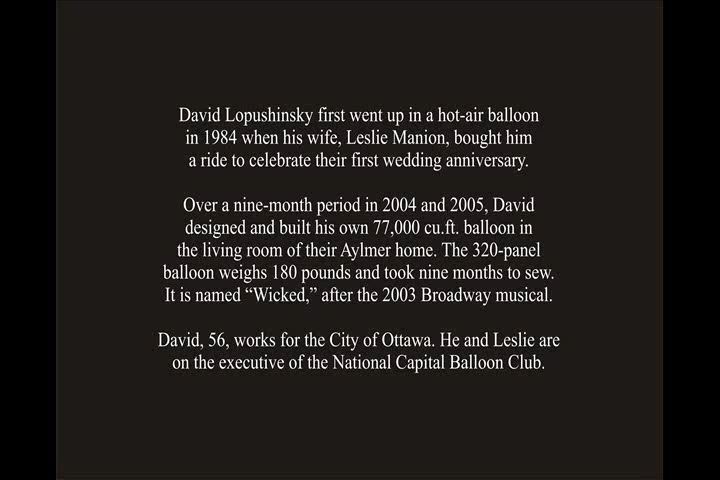 David Lopushinsky first went up in a hot-air balloon
in 1984 when his wife, Leslie Manion, bought him
a ride to celebrate their first wedding anniversary.
Over a nine-month period in 2004 and 2005, David
designed and built his own 77,000 cu.ft. balloon in
the living room of their Aylmer home. The 320-panel
balloon weighs 180 pounds and took nine months to sew.
It is named “Wicked,” after the 2003 Broadway musical.
David, 56, works for the City of Ottawa. He and Leslie are
on the executive of the National Capital Balloon Club.